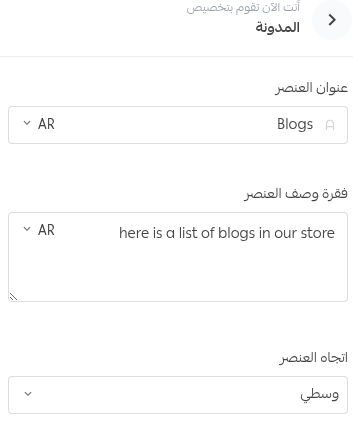 أنت الآن تقوم بتخصيص
المدونة
عنوان العنصر
Blogs AR
فقرة وصف العنصر
here is a list of blogs in our store AR
اتجاه العنصر
وسطي